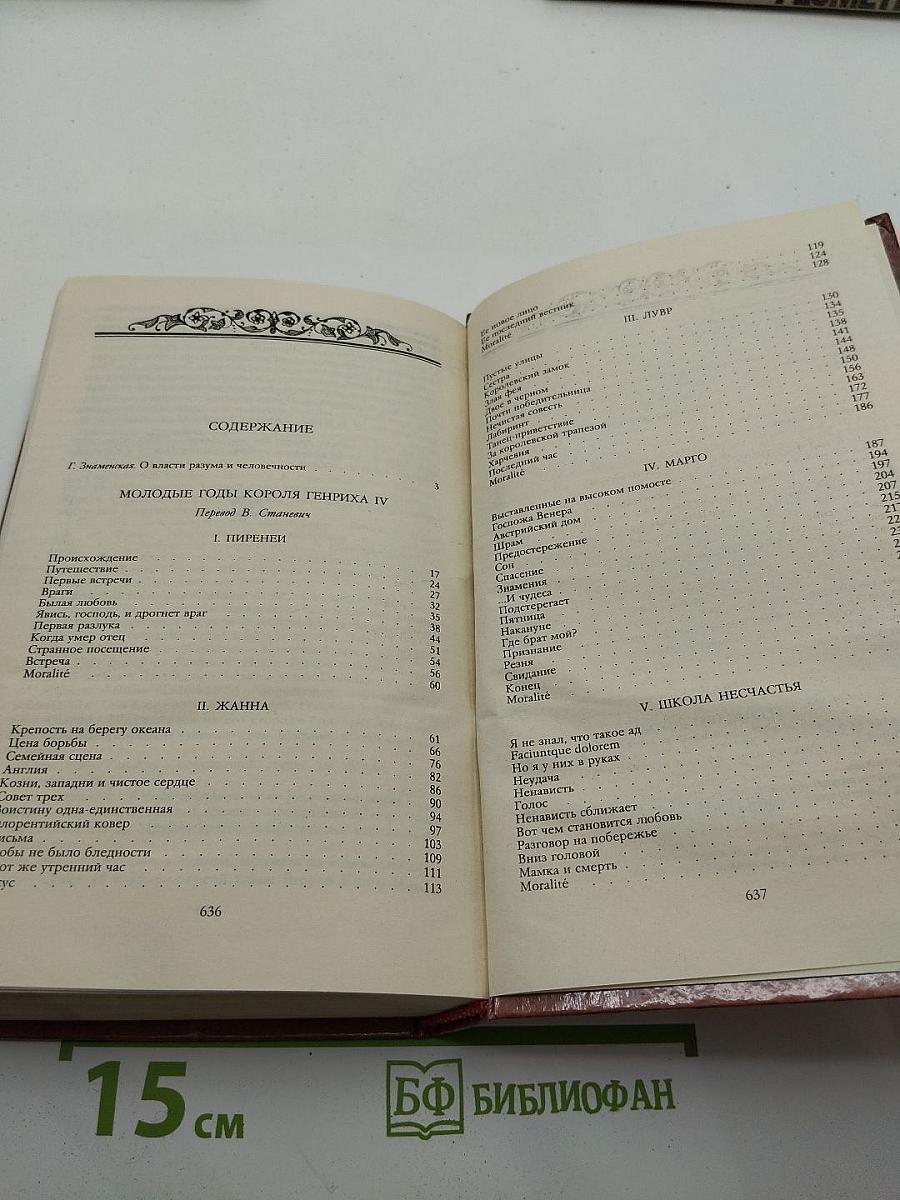 СОДЕРЖАНИЕ
Г. Знаменская. О власти разума и человечности . . . . 3
МОЛОДЫЕ ГОДЫ КОРОЛЯ ГЕНРИХА IV
Перевод В. Станевич
I. ПИРЕНЕИ
Происхождение 17
Путешествие 24
Первые встречи 27
Враги 32
Былая любовь 35
Явись, господь, и дрогнет враг 38
Первая разлука 44
Когда умер отец 51
Странное посещение 54
Встреча 56
Moralité 60
II. ЖАННА
Крепость на берегу океана 61
Цена борьбы 66
Семейная сцена 76
Англия 82
Козни, западни и чистое сердце 86
Совет трех 90
Воистину одна-единственная 94
лорентийский ковер 97
исьма 103
обы не было бледности 109
от же утренний час 111
сус 113
636
Ее новое лицо 119
Ее последний вестник 124
Moralité 128
III. ЛУВР
Пустые улицы 130
Сестра 134
Королевский замок 135
Злая фея 138
Двое в черном 141
Почти победительница 144
Нечистая совесть 148
Лабиринт 150
Танец-приветствие 156
За королевской трапезой 163
Харчевня 172
Последний час 177
Moralité 186
IV. МАРГО
Выставленные на высоком помосте 187
Госпожа Венера 194
Австрийский дом 197
Шрам 204
Предостережение 207
Сон 215
Спасение
Знамения
...И чудеса
Подстерегает
Пятница
Накануне
Где брат мой?
Признание
Резня
Свидание
Конец
Moralité
V. ШКОЛА НЕСЧАСТЬЯ
Я не знал, что такое ад
Faciuntque dolorem
Но я у них в руках
Неудача
Ненависть
Голос
Ненависть сближает
Вот чем становится любовь
Разговор на побережье
Вниз головой
Мамка и смерть
Moralité
637
15 см
БФ БИБЛИОФАН